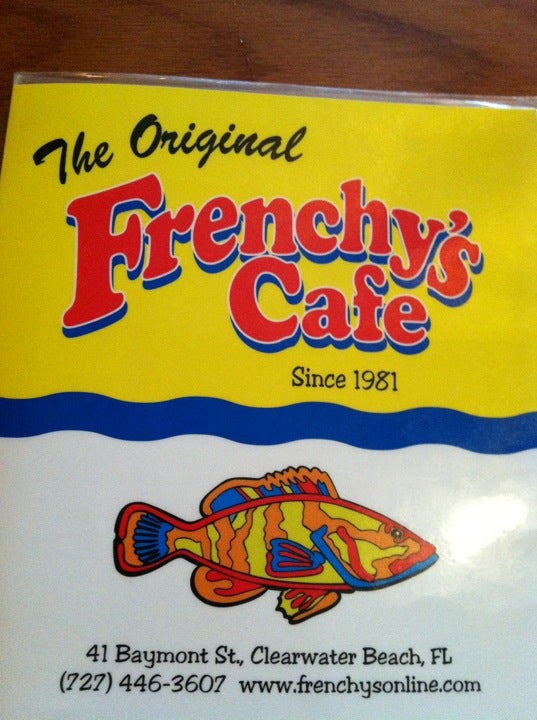 The Original
Frenchy's
Cafe
Since 1981
41 Baymont St., Clearwater Beach, FL
(727) 446-3607 www.frenchysonline.com